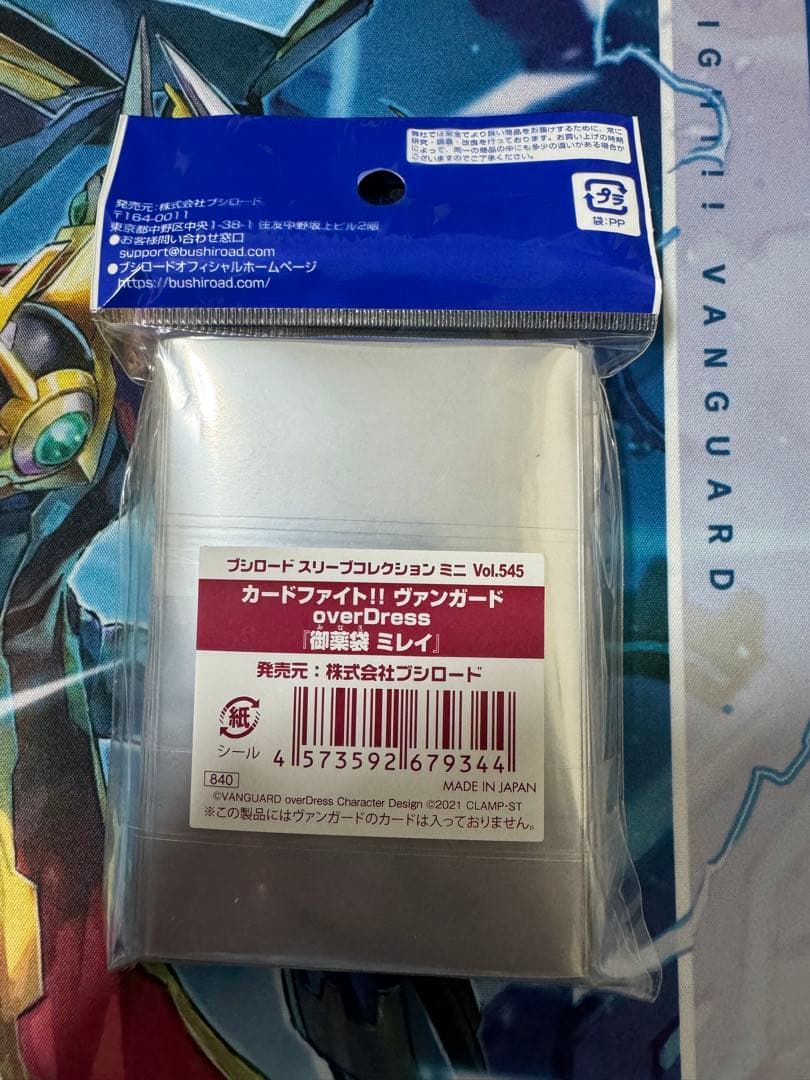 弊社では安全でより良い商品をお届けするために、常に
研究・調査・改良を行っております。お買い上げの時期
によって、同一の商品の中にも多少の違いがある場合が
ございますのでご了承ください。
発売元：株式会社ブシロード
〒164-0011
東京都中野区中央1-38-1 住友中野坂上ビル2階
●お客様問い合わせ窓口
support@bushiroad.com
●ブシロードオフィシャルホームページ
https://bushiroad.com/
プラ
袋:PP
IGHT!! VANGUARD
ブシロード スリーブコレクション ミニ Vol.545
カードファイト!! ヴァンガード
overDress
みなえ
『御薬袋 ミレイ』
発売元：株式会社ブシロード
紙
シール
4 573592 679344
840
MADE IN JAPAN
©VANGUARD overDress Character Design ©2021 CLAMP・ST
※この製品にはヴァンガードのカードは入っておりません。